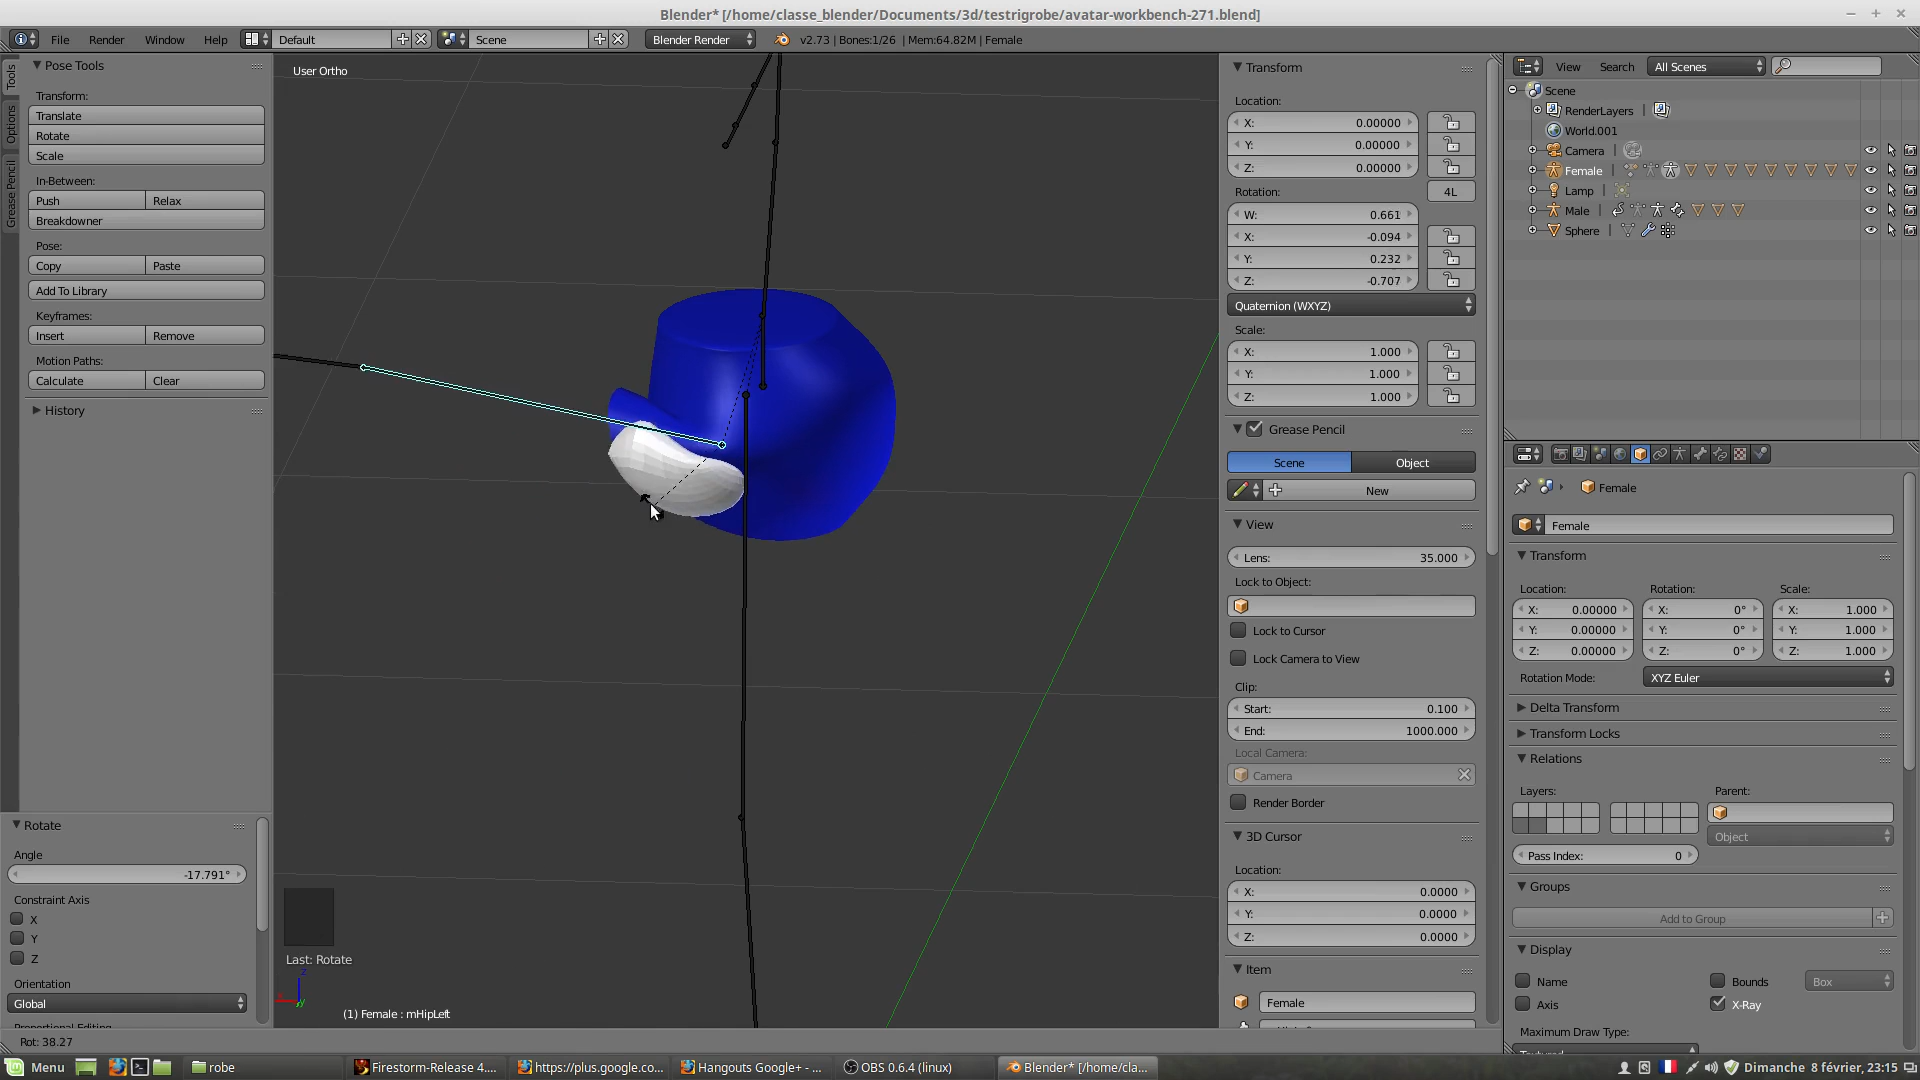 Blender* [/home/classe_blender/Documents/3d/testrigrobe/avatar-workbench-271.blend]
File Render Window Help Default Scene Blender Render v2.73 | Bones:1/26 | Mem:64.82M | Female
Tools
Options
Grease Pencil
Pose Tools
Transform:
Translate
Rotate
Scale
In-Between:
Push Relax
Breakdowner
Pose:
Copy Paste
Add To Library
Keyframes:
Insert Remove
Motion Paths:
Calculate Clear
History
Rotate
Angle
-17.791°
Constraint Axis
X
Y
Z
Orientation
Global
Proportional Editing
Rot: 38.27
User Ortho
Last: Rotate
(1) Female : mHipLeft
Transform
Location:
X: 0.00000
Y: 0.00000
Z: 0.00000
Rotation: 4L
W: 0.661
X: -0.094
Y: 0.232
Z: -0.707
Quaternion (WXYZ)
Scale:
X: 1.000
Y: 1.000
Z: 1.000
Grease Pencil
Scene Object
New
View
Lens: 35.000
Lock to Object:
Lock to Cursor
Lock Camera to View
Clip:
Start: 0.100
End: 1000.000
Local Camera:
Camera
Render Border
3D Cursor
Location:
X: 0.0000
Y: 0.0000
Z: 0.0000
Item
Female
View Search All Scenes
Scene
RenderLayers
World.001
Camera
Female
Lamp
Male
Sphere
Female
Female
Transform
Location: Rotation: Scale:
X: 0.00000 X: 0° X: 1.000
Y: 0.00000 Y: 0° Y: 1.000
Z: 0.00000 Z: 0° Z: 1.000
Rotation Mode: XYZ Euler
Delta Transform
Transform Locks
Relations
Layers: Parent:
Object
Pass Index: 0
Groups
Add to Group
Display
Name Bounds Box
Axis X-Ray
Maximum Draw Type:
Textured
Menu robe Firestorm-Release 4.... https://plus.google.co... Hangouts Google+ - ... OBS 0.6.4 (linux) Blender* [/home/cla... Dimanche 8 février, 23:15